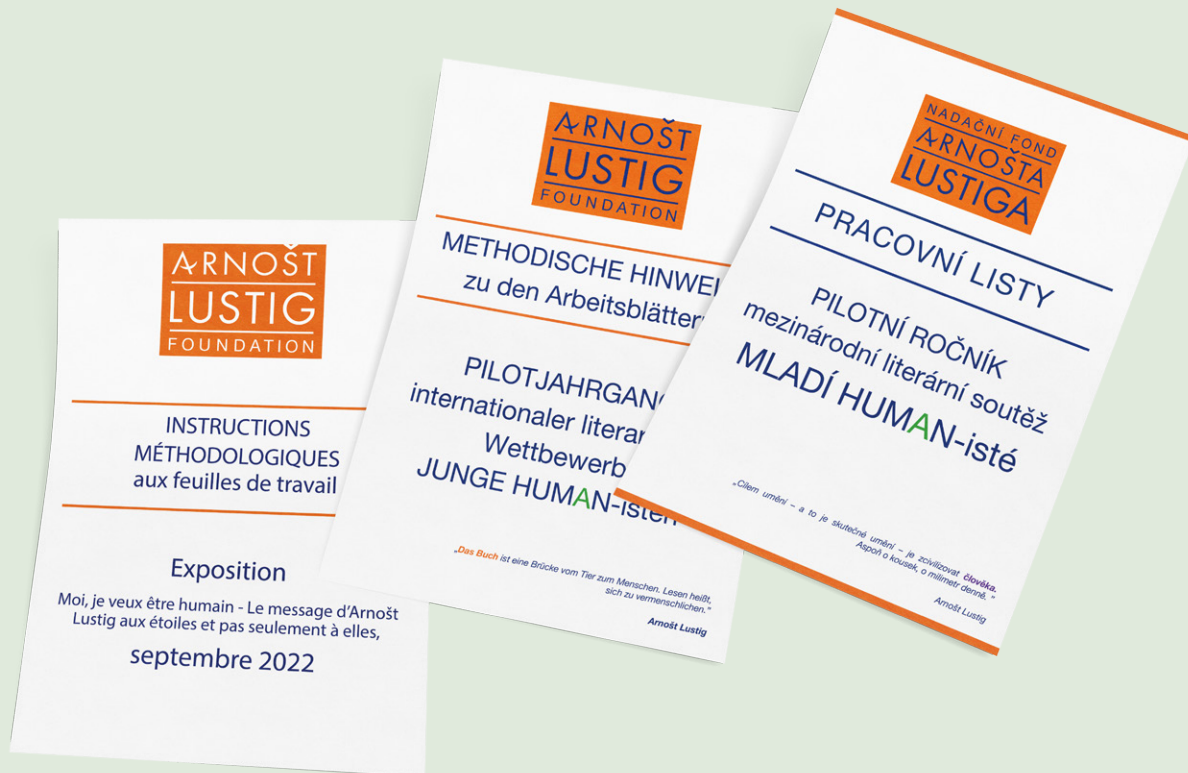 ARNOŠT
LUSTIG
FOUNDATION
INSTRUCTIONS
MÉTHODOLOGIQUES
aux feuilles de travail
Exposition
Moi, je veux être humain - Le message d'Arnošt
Lustig aux étoiles et pas seulement à elles,
septembre 2022
ARNOŠT
LUSTIG
FOUNDATION
METHODISCHE HINWEI
zu den Arbeitsblätter
PILOTJAHRGANG
internationaler literar
Wettbewerb
JUNGE HUMAN-isten
„Das Buch ist eine Brücke vom Tier zum Menschen. Lesen heißt,
sich zu vermenschlichen.“
Arnošt Lustig
NADAČNÍ FOND
ARNOŠTA
LUSTIGA
PRACOVNÍ LISTY
PILOTNÍ ROČNÍK
mezinárodní literární soutěž
MLADÍ HUMAN-isté
„Cílem umění – a to je skutečné umění – je zcivilizovat člověka.
Aspoň o kousek, o milimetr denně.“
Arnošt Lustig